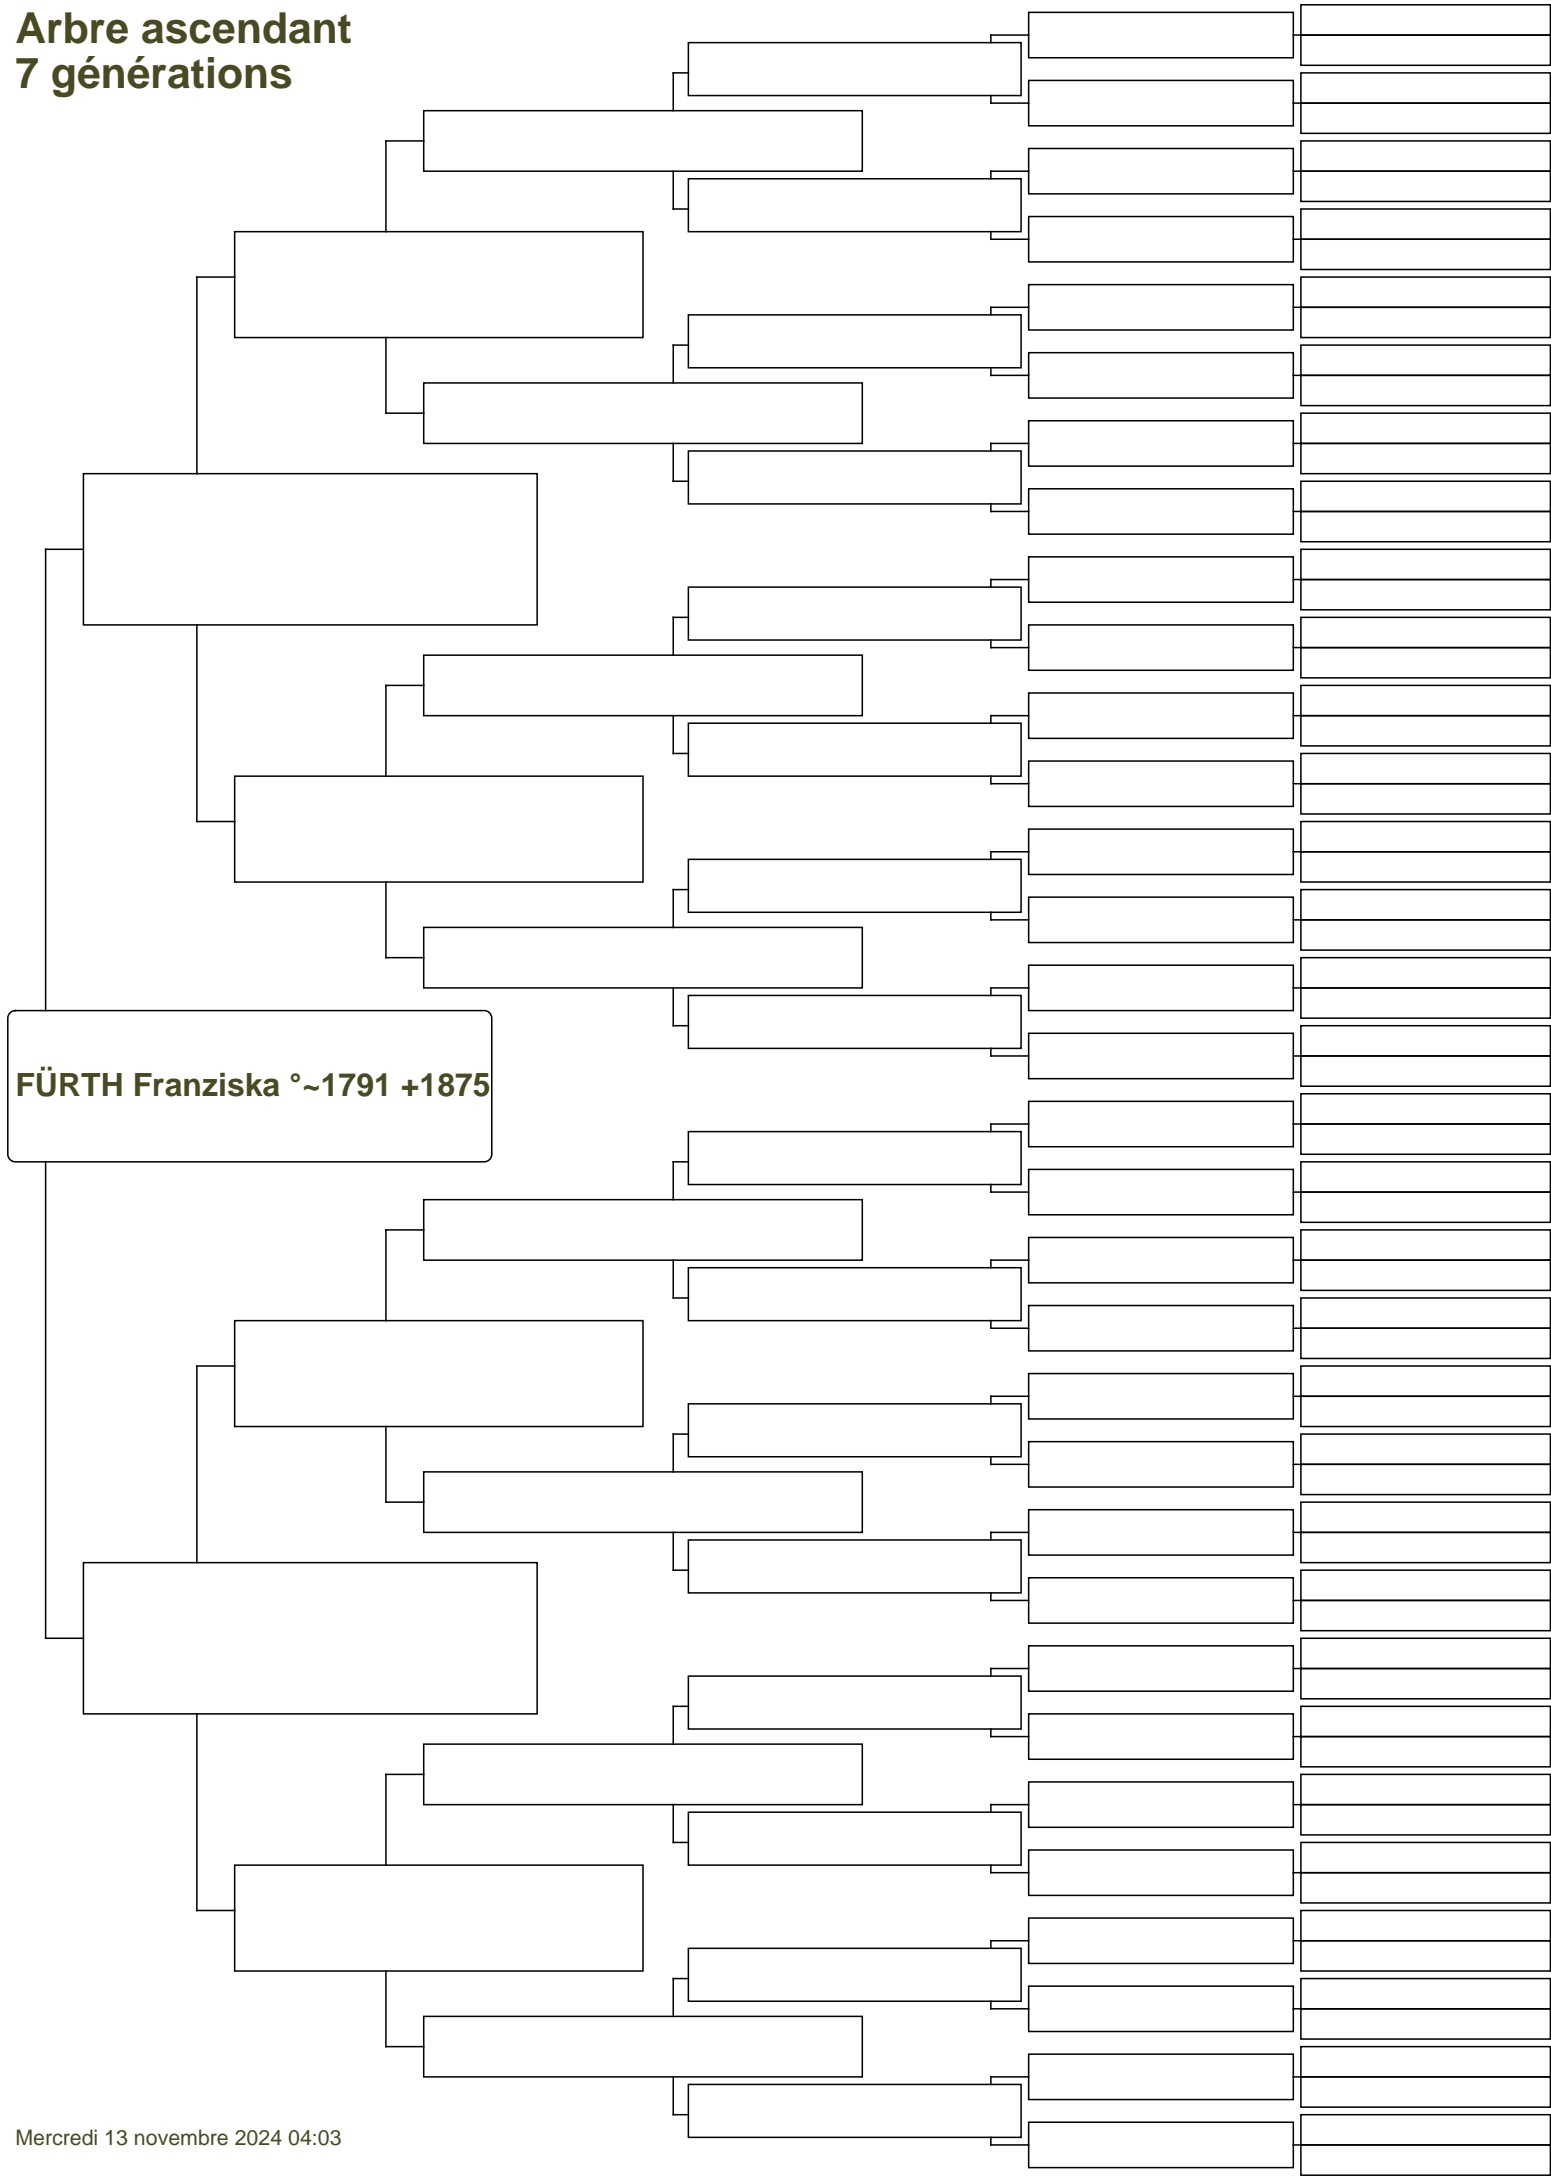 Arbre ascendant
7 générations
FÜRTH Franziska °~1791 +1875
Mercredi 13 novembre 2024 04:03